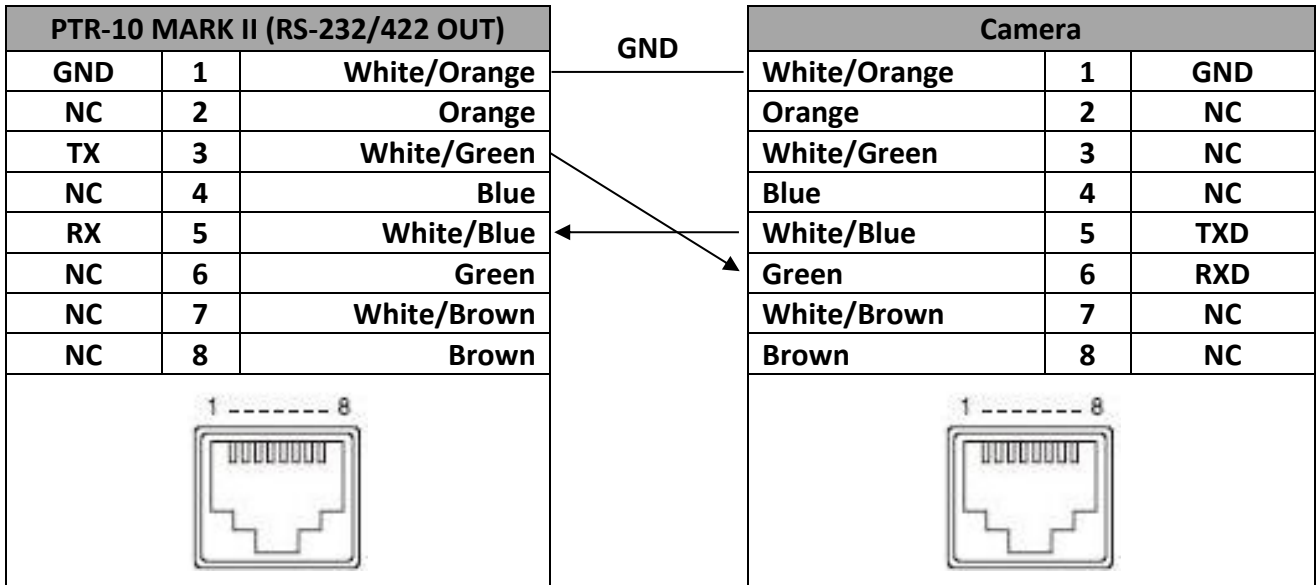 PTR-10 MARK II (RS-232/422 OUT) GND Camera
GND 1 White/Orange White/Orange 1 GND
NC 2 Orange Orange 2 NC
TX 3 White/Green White/Green 3 NC
NC 4 Blue Blue 4 NC
RX 5 White/Blue White/Blue 5 TXD
NC 6 Green Green 6 RXD
NC 7 White/Brown White/Brown 7 NC
NC 8 Brown Brown 8 NC
1 ------- 8 1 ------- 8